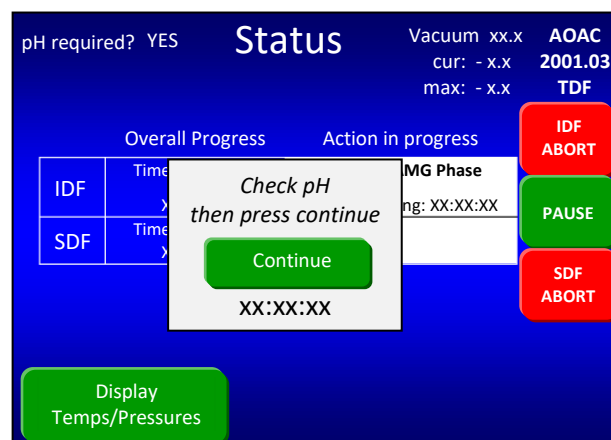 pH required? YES
Status
Vacuum xx.x
cur: - x.x
max: - x.x
AOAC
2001.03
TDF
Overall Progress
Action in progress
IDF
ABORT
IDF
Time
X
MG Phase
ng: XX:XX:XX
PAUSE
SDF
Time
X
SDF
ABORT
Check pH
then press continue
Continue
xx:xx:xx
Display
Temps/Pressures